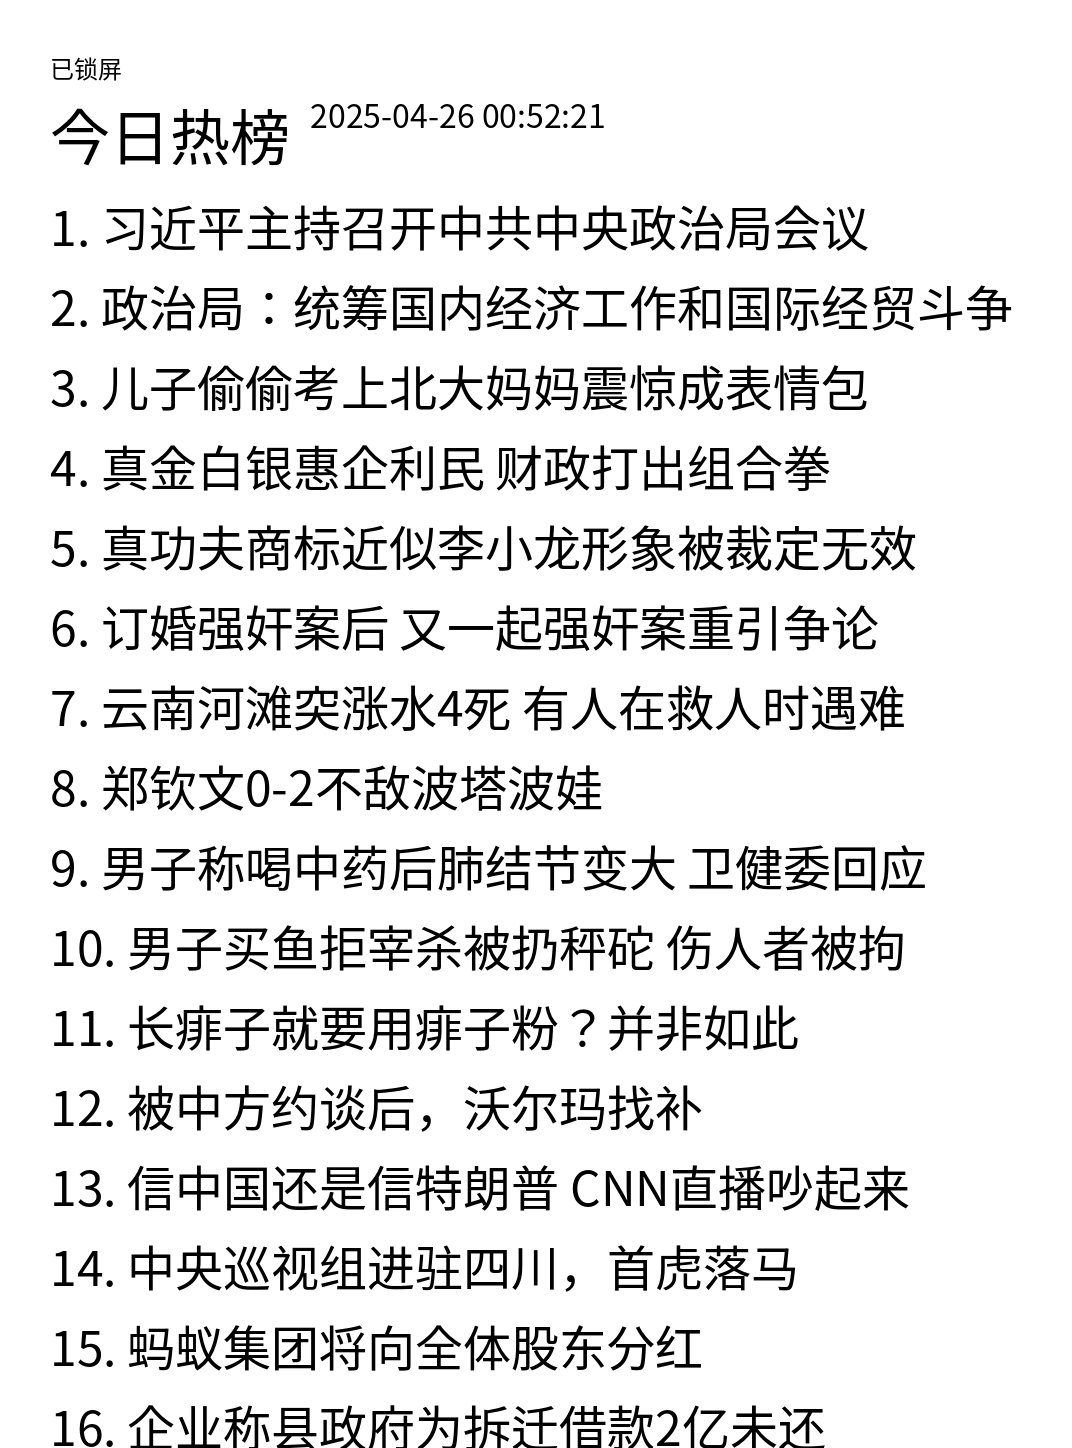 已锁屏
今日热榜 2025-04-26 00:52:21
1. 习近平主持召开中共中央政治局会议
2. 政治局：统筹国内经济工作和国际经贸斗争
3. 儿子偷偷考上北大妈妈震惊成表情包
4. 真金白银惠企利民 财政打出组合拳
5. 真功夫商标近似李小龙形象被裁定无效
6. 订婚强奸案后 又一起强奸案重引争论
7. 云南河滩突涨水4死 有人在救人时遇难
8. 郑钦文0-2不敌波塔波娃
9. 男子称喝中药后肺结节变大 卫健委回应
10. 男子买鱼拒宰杀被扔秤砣 伤人者被拘
11. 长痱子就要用痱子粉？并非如此
12. 被中方约谈后，沃尔玛找补
13. 信中国还是信特朗普 CNN直播吵起来
14. 中央巡视组进驻四川，首虎落马
15. 蚂蚁集团将向全体股东分红
16. 企业称县政府为拆迁借款2亿未还